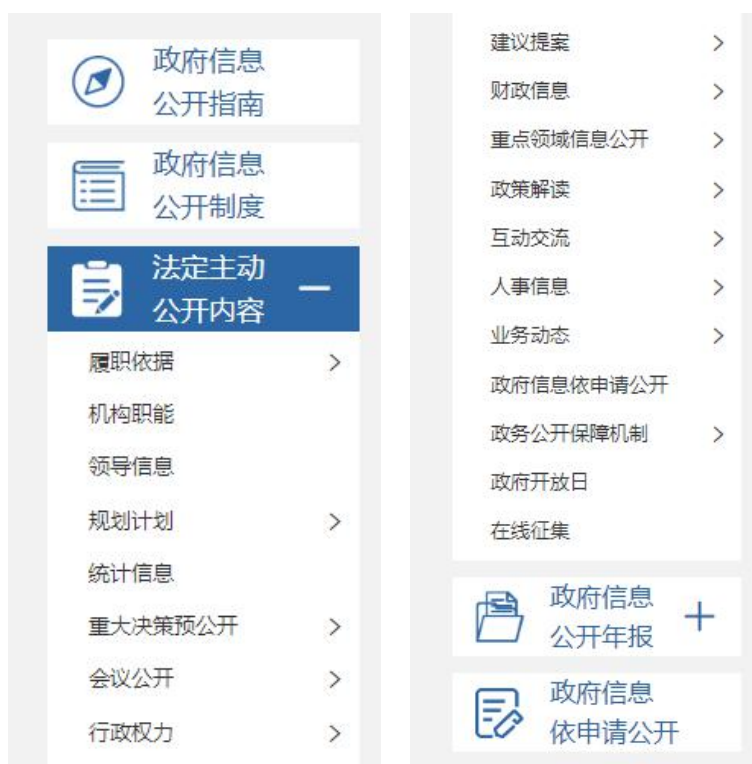 政府信息
公开指南
政府信息
公开制度
法定主动
公开内容
履职依据
机构职能
领导信息
规划计划
统计信息
重大决策预公开
会议公开
行政权力
建议提案
财政信息
重点领域信息公开
政策解读
互动交流
人事信息
业务动态
政府信息依申请公开
政务公开保障机制
政府开放日
在线征集
政府信息
公开年报
政府信息
依申请公开